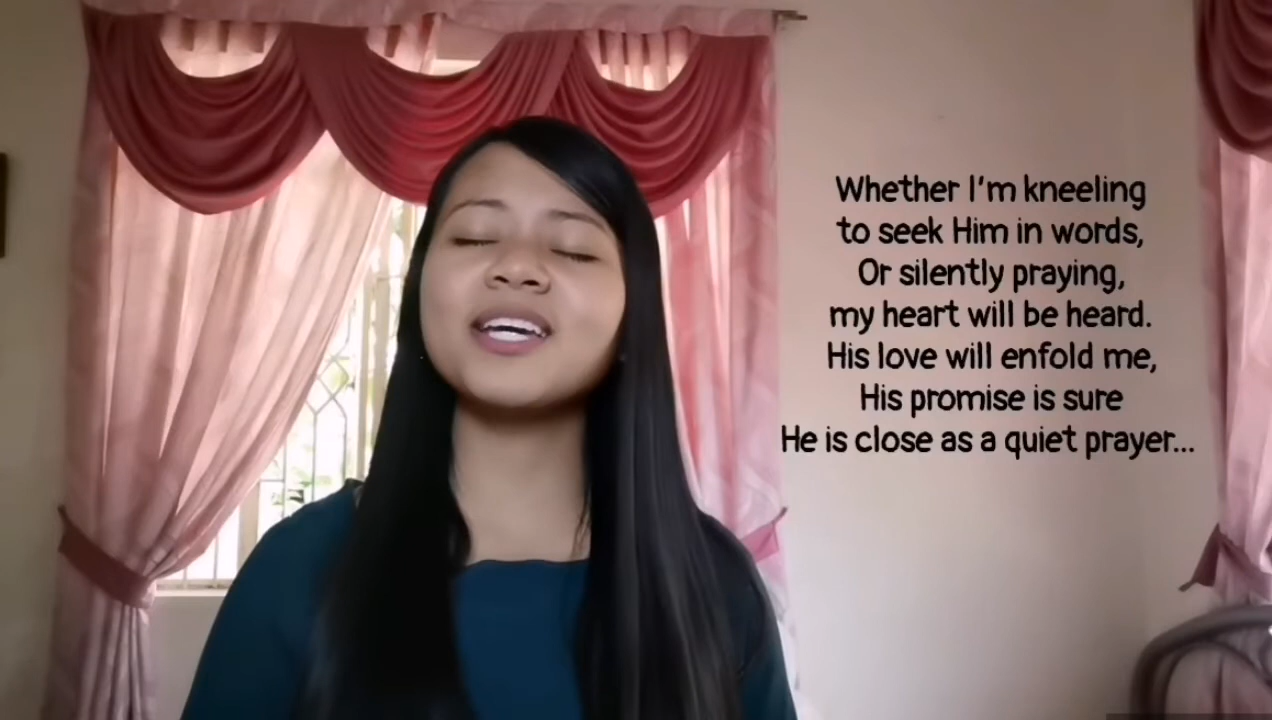 Whether I'm kneeling
to seek Him in words,
Or silently praying,
my heart will be heard.
His love will enfold me,
His promise is sure
He is close as a quiet prayer...